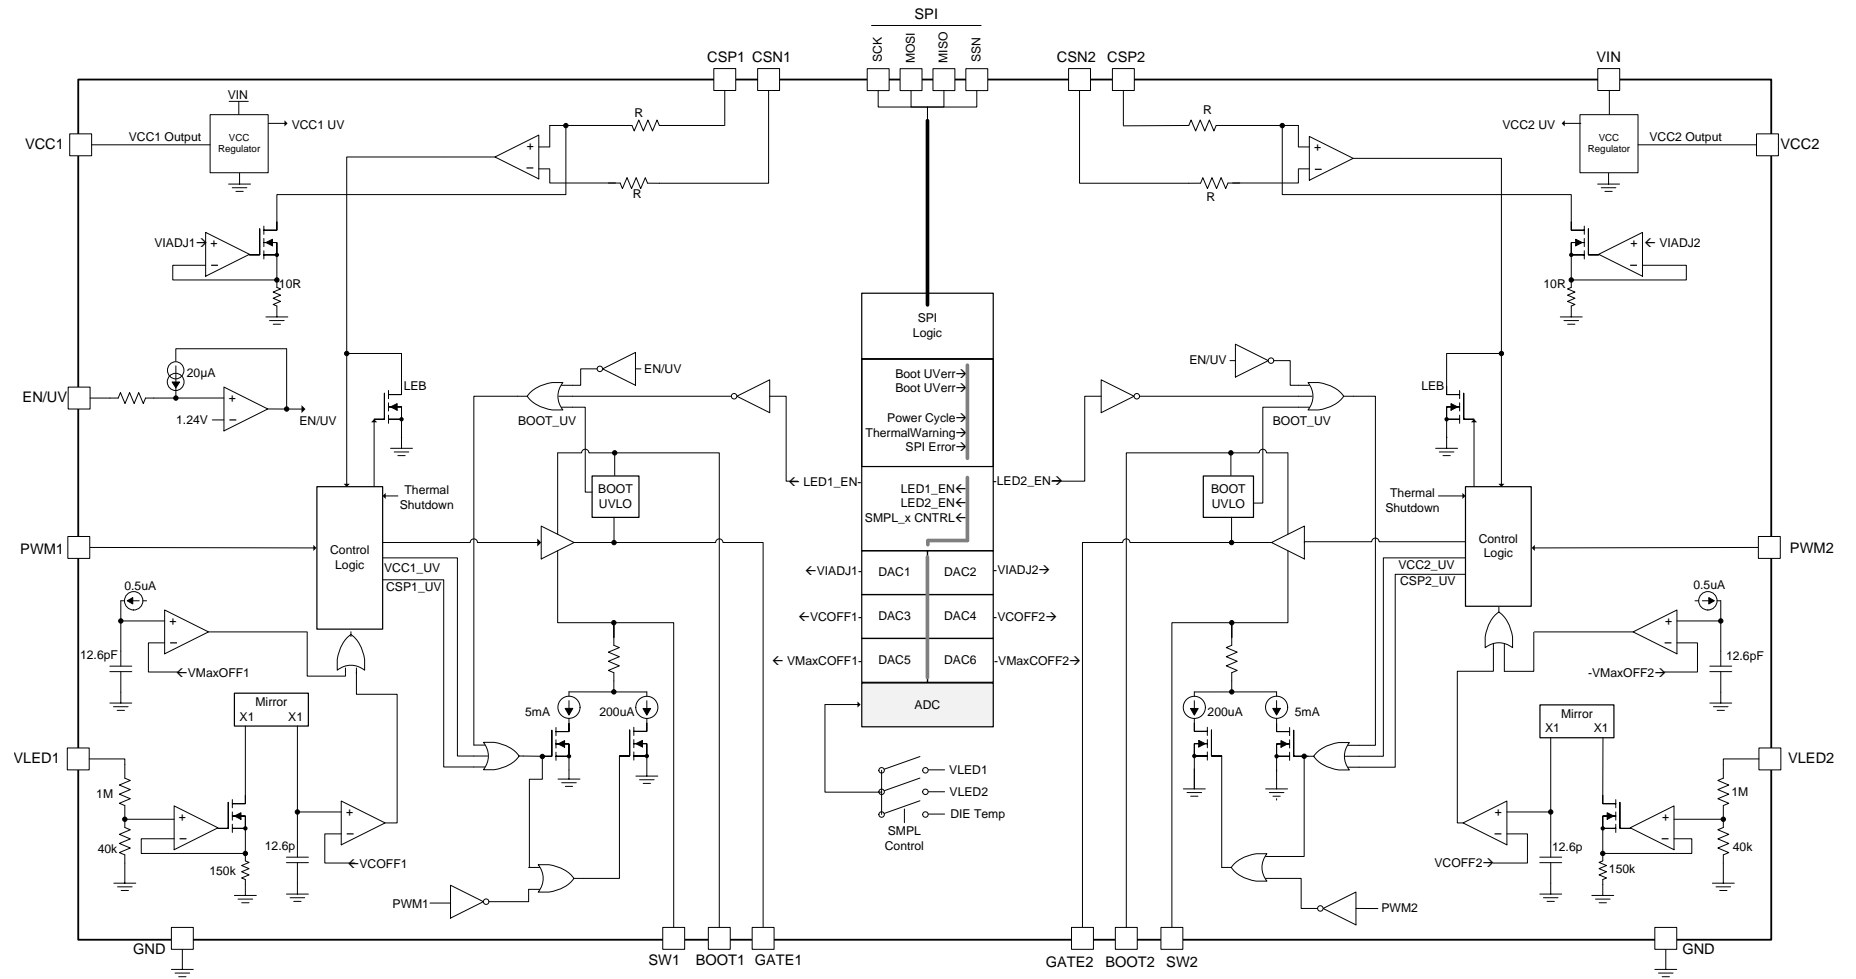 SPI
SCK
MOSI
MISO
SSN
CSP1
CSN1
CSN2
CSP2
VIN
VIN
VCC1
VCC1 Output
VCC
Regulator
VCC1 UV
R
R
R
R
VCC2 UV
VCC
Regulator
VCC2 Output
VCC2
VIADJ1
+
−
10R
+
−
+
−
VIADJ2
+
−
10R
SPI
Logic
EN/UV
20µA
1.24V
+
−
EN/UV
LEB
EN/UV
BOOT_UV
Boot UVerr
Boot UVerr
Power Cycle
ThermalWarning
SPI Error
EN/UV
BOOT_UV
LEB
Thermal
Shutdown
BOOT
UVLO
LED1_EN
LED1_EN
LED2_EN
SMPL_x CNTRL
LED2_EN
BOOT
UVLO
Thermal
Shutdown
PWM1
Control
Logic
VCC1_UV
CSP1_UV
VCC2_UV
CSP2_UV
Control
Logic
PWM2
VIADJ1
DAC1
DAC2
VIADJ2
VCOFF1
DAC3
DAC4
VCOFF2
VMaxCOFF1
DAC5
DAC6
VMaxCOFF2
ADC
0.5uA
12.6pF
+
−
VMaxOFF1
0.5uA
+
−
12.6pF
-VMaxOFF2
Mirror
X1
X1
5mA
200uA
200uA
5mA
Mirror
X1
X1
VLED1
1M
40k
+
−
150k
12.6p
+
−
VCOFF1
VLED1
VLED2
DIE Temp
SMPL
Control
VLED2
1M
40k
+
−
150k
12.6p
+
−
VCOFF2
PWM1
PWM2
GND
SW1
BOOT1
GATE1
GATE2
BOOT2
SW2
GND